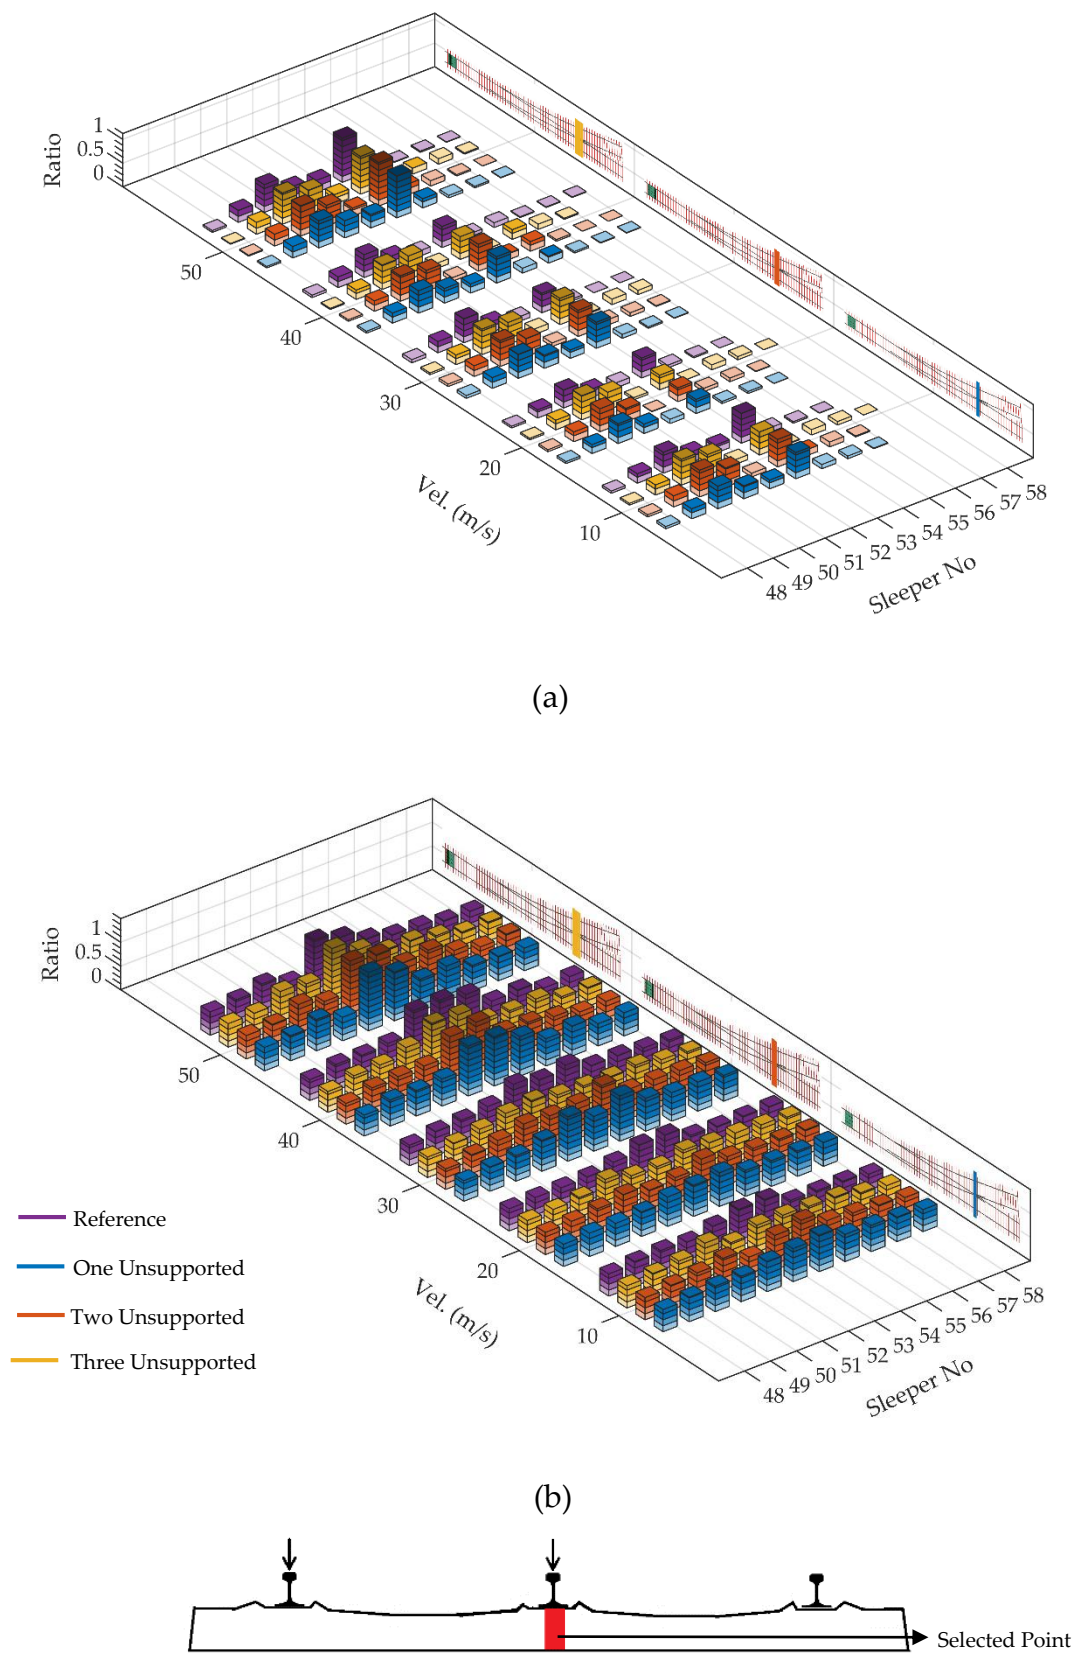 1
0.5
0
Ratio
50
40
30
20
10
Vel. (m/s)
48
49
50
51
52
53
54
55
56
57
58
Sleeper No
(a)
1
0.5
0
Ratio
50
40
30
20
10
Vel. (m/s)
48
49
50
51
52
53
54
55
56
57
58
Sleeper No
Reference
One Unsupported
Two Unsupported
Three Unsupported
(b)
Selected Point